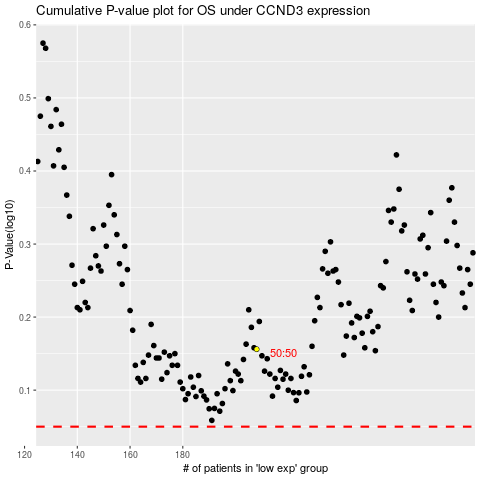 Cumulative P-value plot for OS under CCND3 expression
P-Value(log10)
0.6
0.5
0.4
0.3
0.2
0.1
50:50
120 140 160 180
# of patients in 'low exp' group